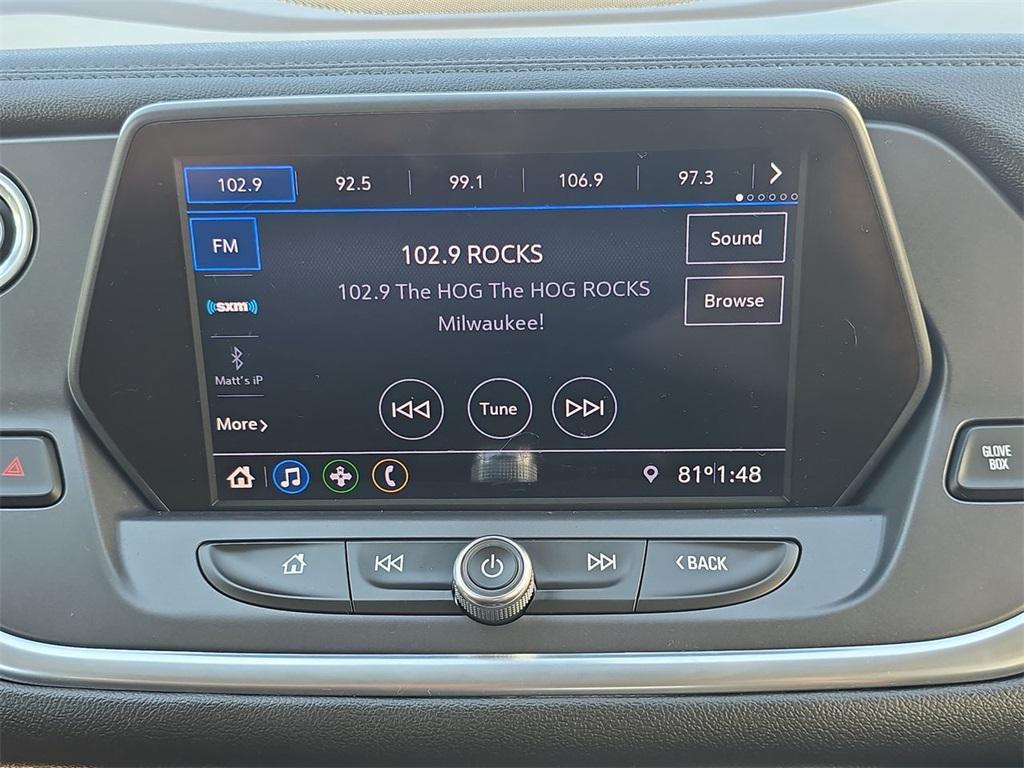 102.9 92.5 99.1 106.9 97.3
FM
102.9 ROCKS
Sound
102.9 The HOG The HOG ROCKS
Milwaukee!
Browse
((sxm))
Matt's iP
More
Tune
81° 1:48
GLOVE
BOX
BACK